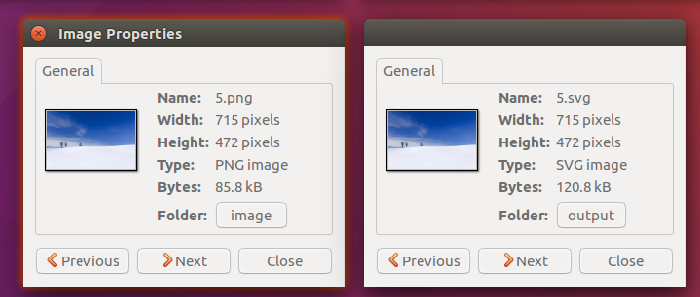 Image Properties
General
Name: 5.png
Width: 715 pixels
Height: 472 pixels
Type: PNG image
Bytes: 85.8 kB
Folder: image
Previous Next Close
General
Name: 5.svg
Width: 715 pixels
Height: 472 pixels
Type: SVG image
Bytes: 120.8 kB
Folder: output
Previous Next Close